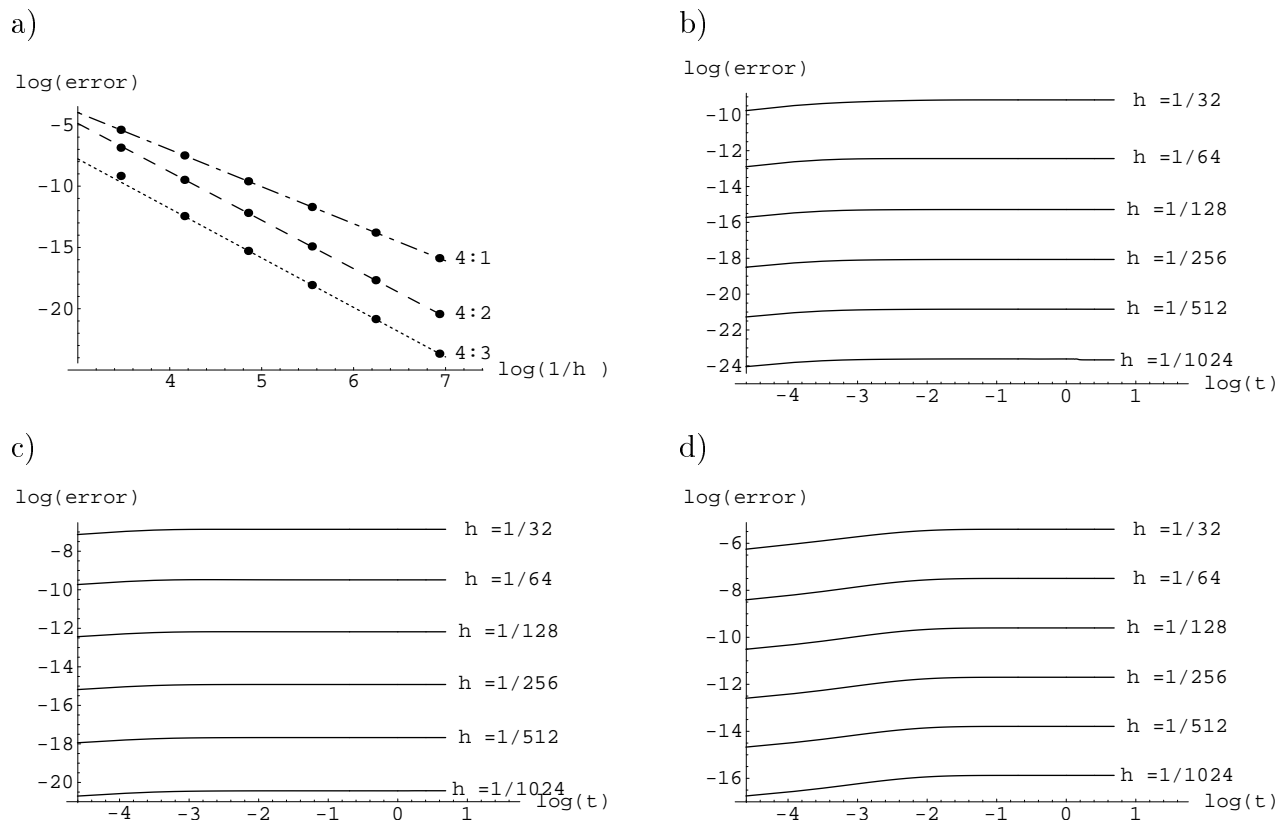 a)
log(error)
-5
-10
-15
-20
4:1
4:2
4:3
4 5 6 7
log(1/h )
b)
log(error)
-10
-12
-14
-16
-18
-20
-22
-24
h =1/32
h =1/64
h =1/128
h =1/256
h =1/512
h =1/1024
-4 -3 -2 -1 0 1
log(t)
c)
log(error)
-8
-10
-12
-14
-16
-18
-20
h =1/32
h =1/64
h =1/128
h =1/256
h =1/512
h =1/1024
-4 -3 -2 -1 0 1
log(t)
d)
log(error)
-6
-8
-10
-12
-14
-16
h =1/32
h =1/64
h =1/128
h =1/256
h =1/512
h =1/1024
-4 -3 -2 -1 0 1
log(t)